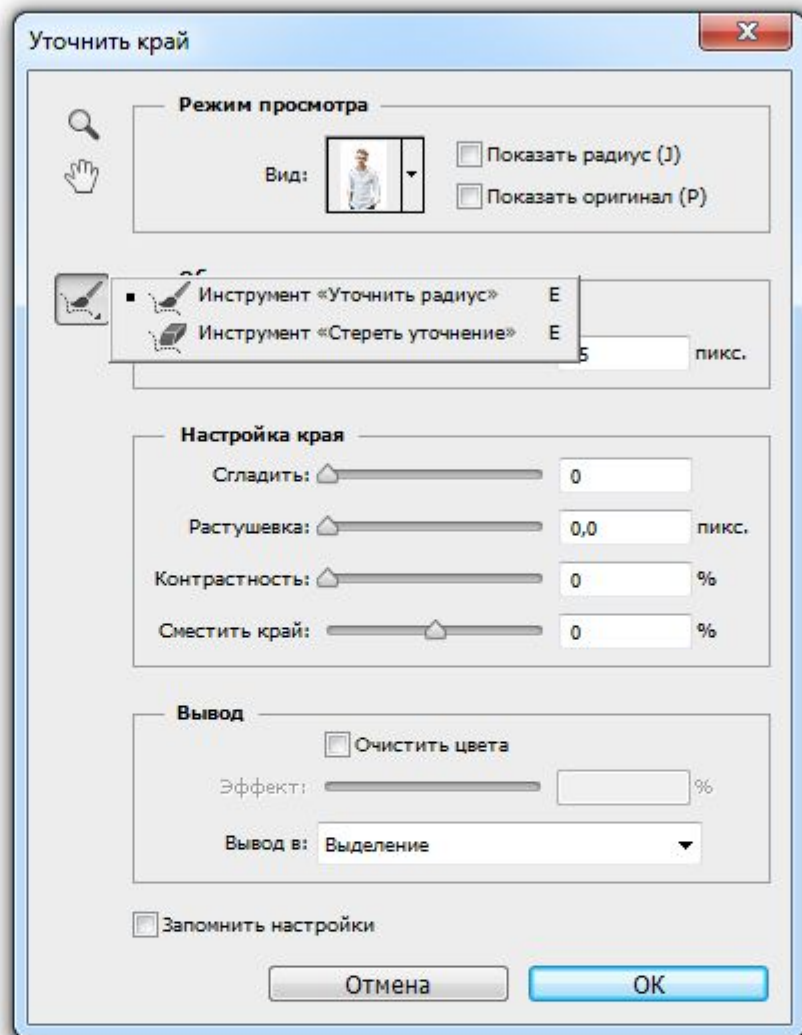 Уточнить край
Режим просмотра
Вид:
Показать радиус (J)
Показать оригинал (P)
Инструмент «Уточнить радиус» E
Инструмент «Стереть уточнение» E
пикс.
Настройка края
Сгладить: 0
Растушевка: 0,0 пикс.
Контрастность: 0 %
Сместить край: 0 %
Вывод
Очистить цвета
Эффект: %
Вывод в: Выделение
Запомнить настройки
Отмена
ОК